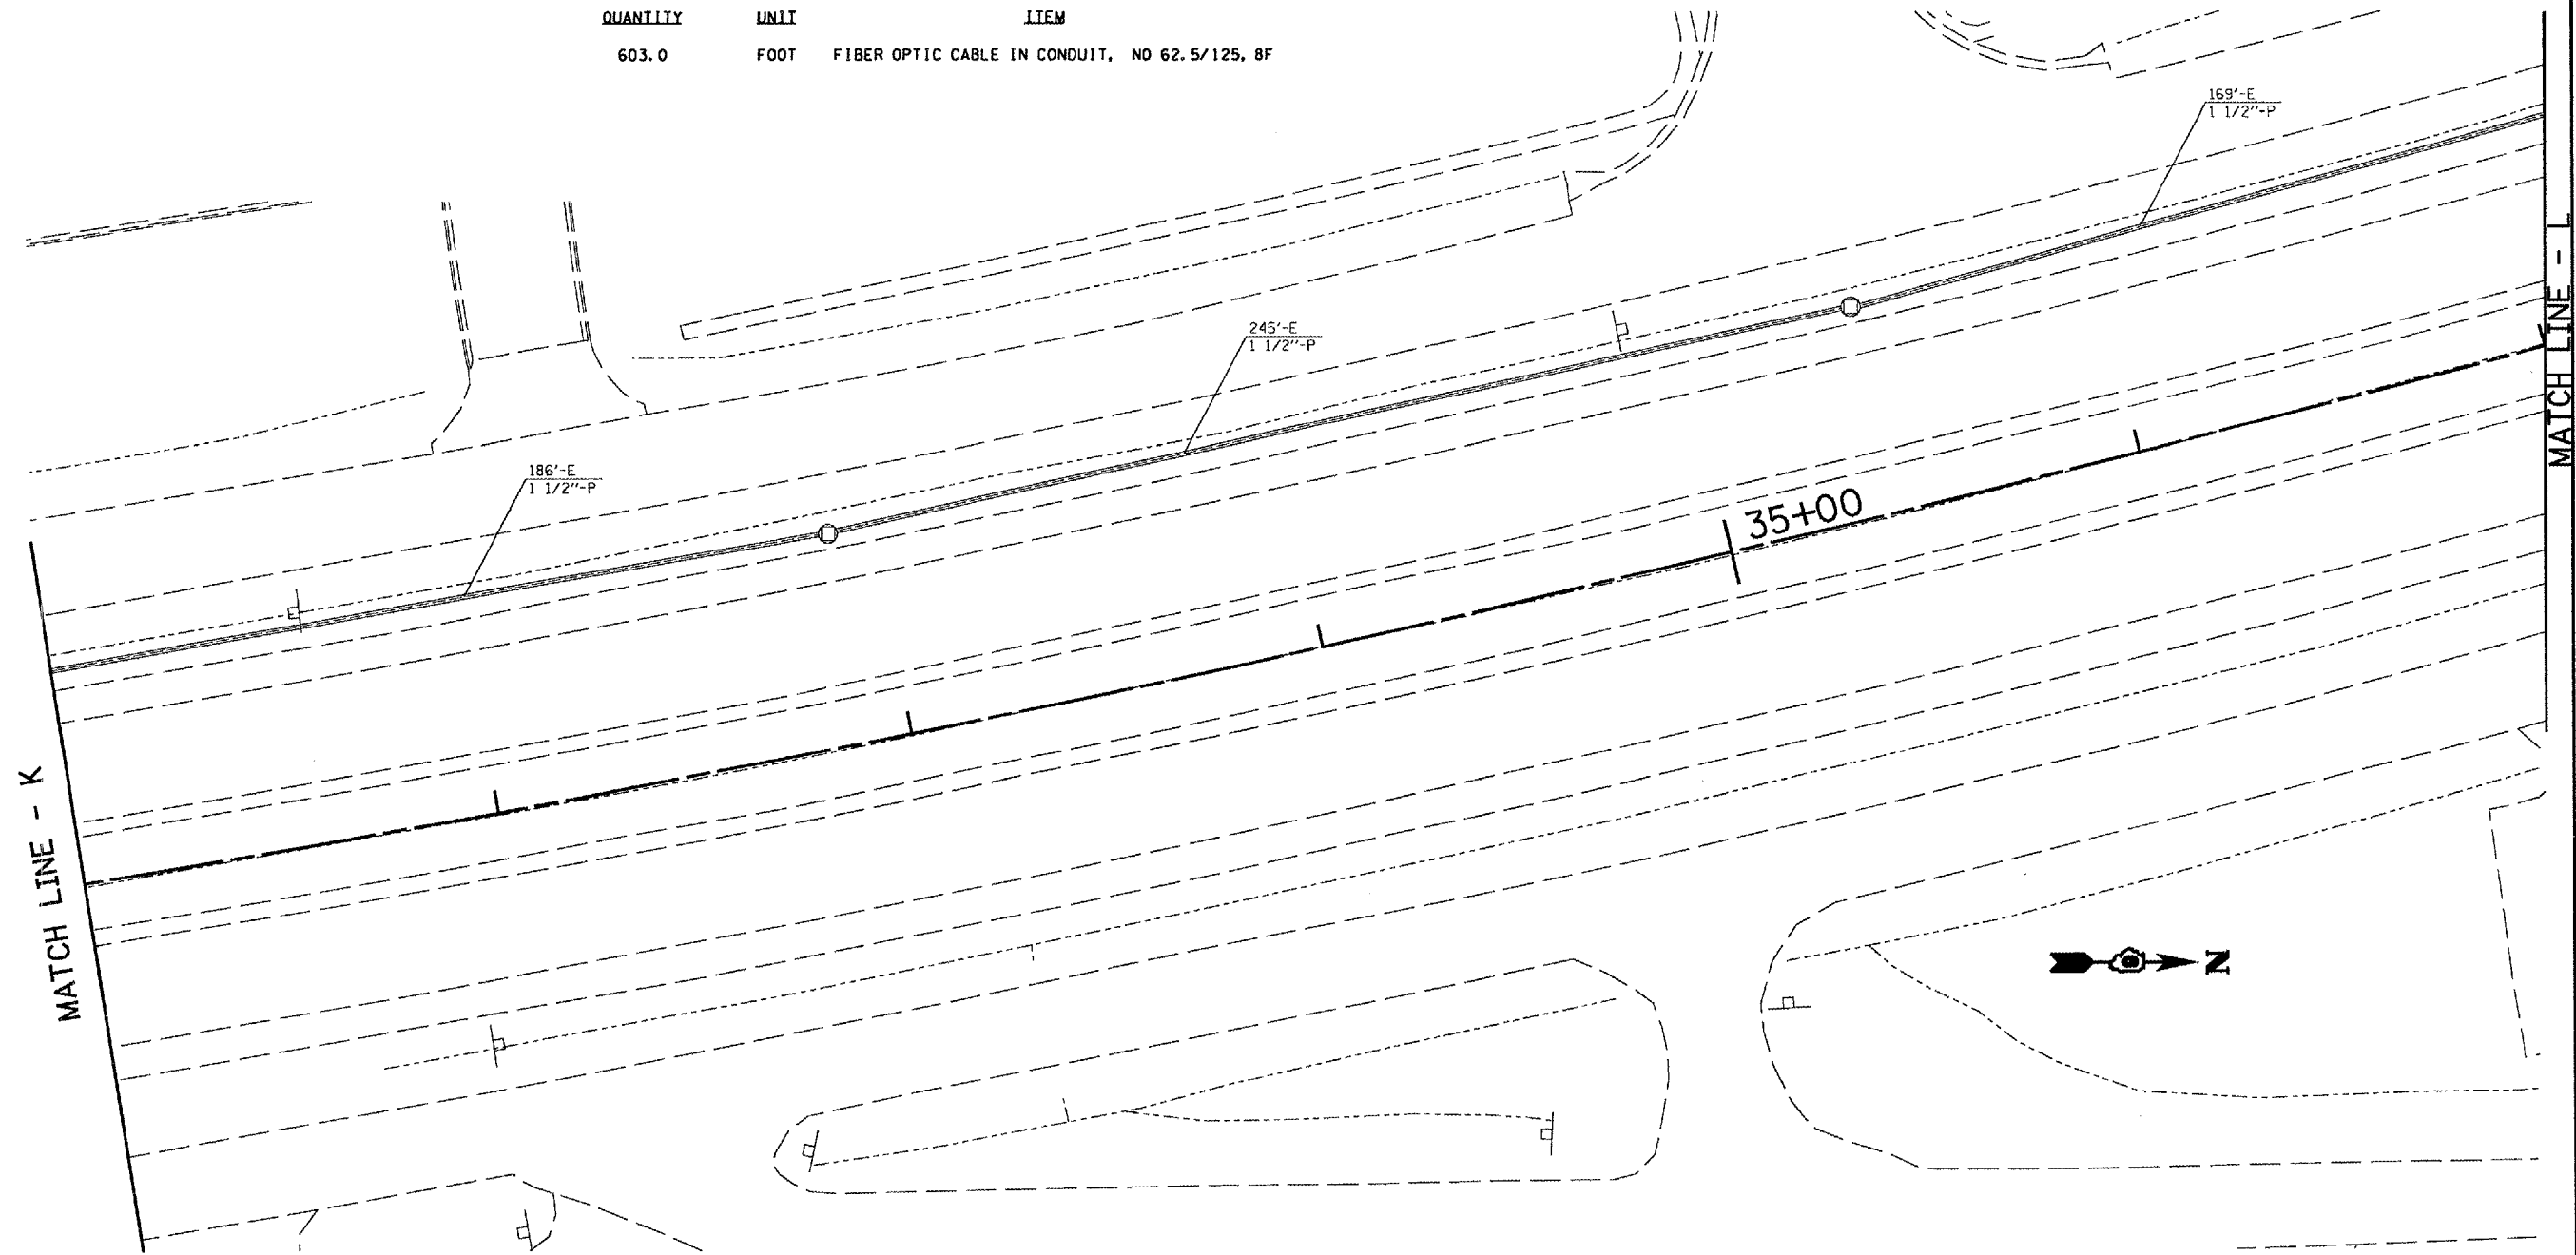 QUANTITY UNIT ITEM
603.0 FOOT FIBER OPTIC CABLE IN CONDUIT, NO 62.5/125, 8F
169'-E
1 1/2"-P
245'-E
1 1/2"-P
186'-E
1 1/2"-P
35+00
MATCH LINE - L
MATCH LINE - K
N